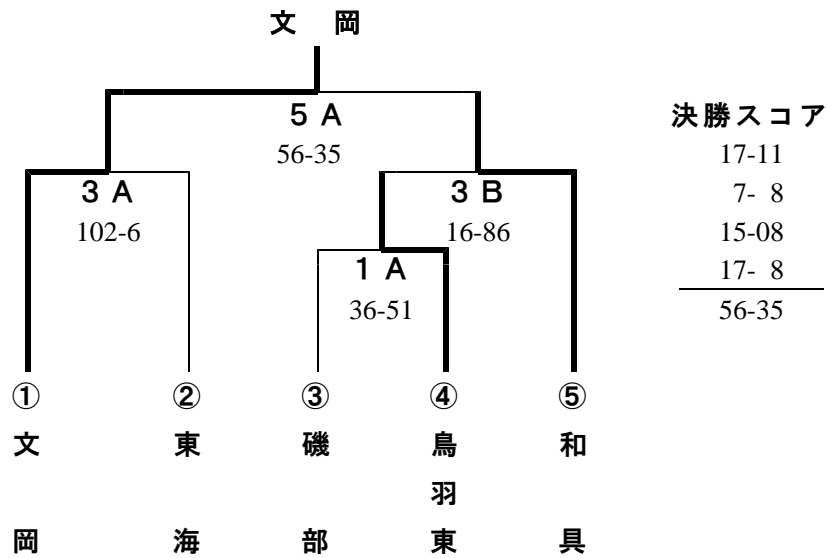 文 岡
5 A
56-35
3 A
102-6
3 B
16-86
1 A
36-51
決勝スコア
17-11
7- 8
15-08
17- 8
56-35
① ② ③ ④ ⑤
文岡
東海
磯部
鳥羽東
和具